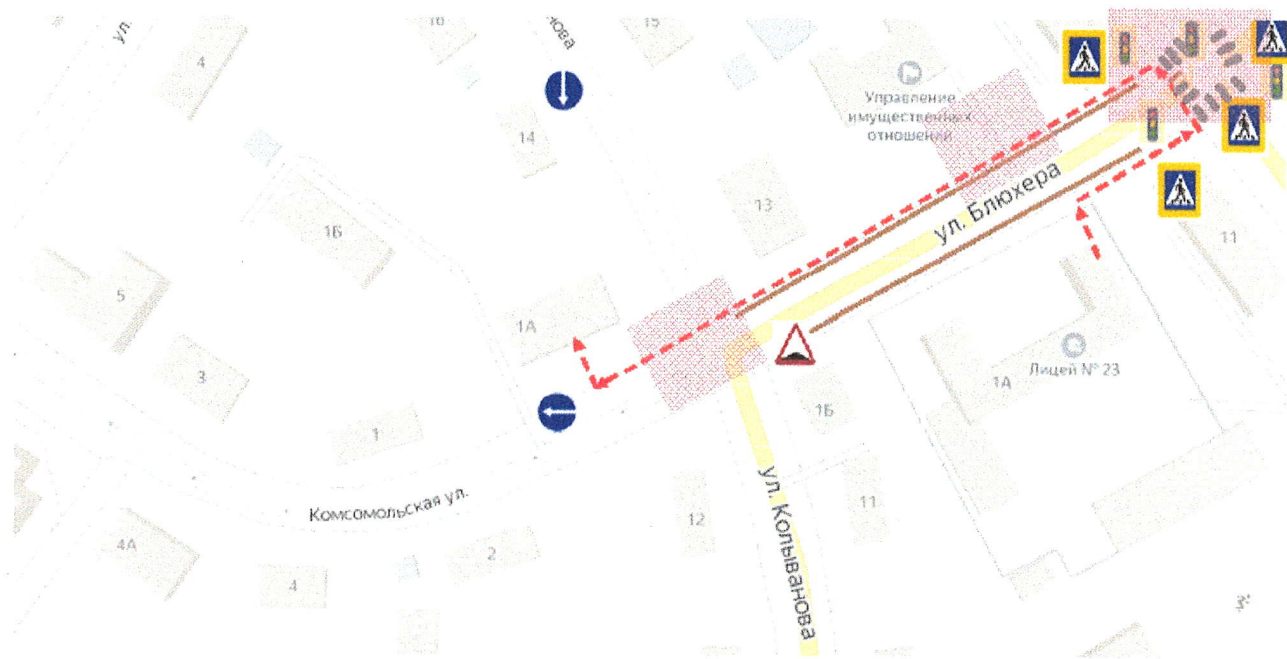 ул.
4
16
нова
15
14
Управление
имущественных
отношений
1Б
13
ул. Блюхера
11
5
1А
3
Лицей № 23
1А
1Б
1
ул. Колыванова
Комсомольская ул.
12
11
4А
2
4